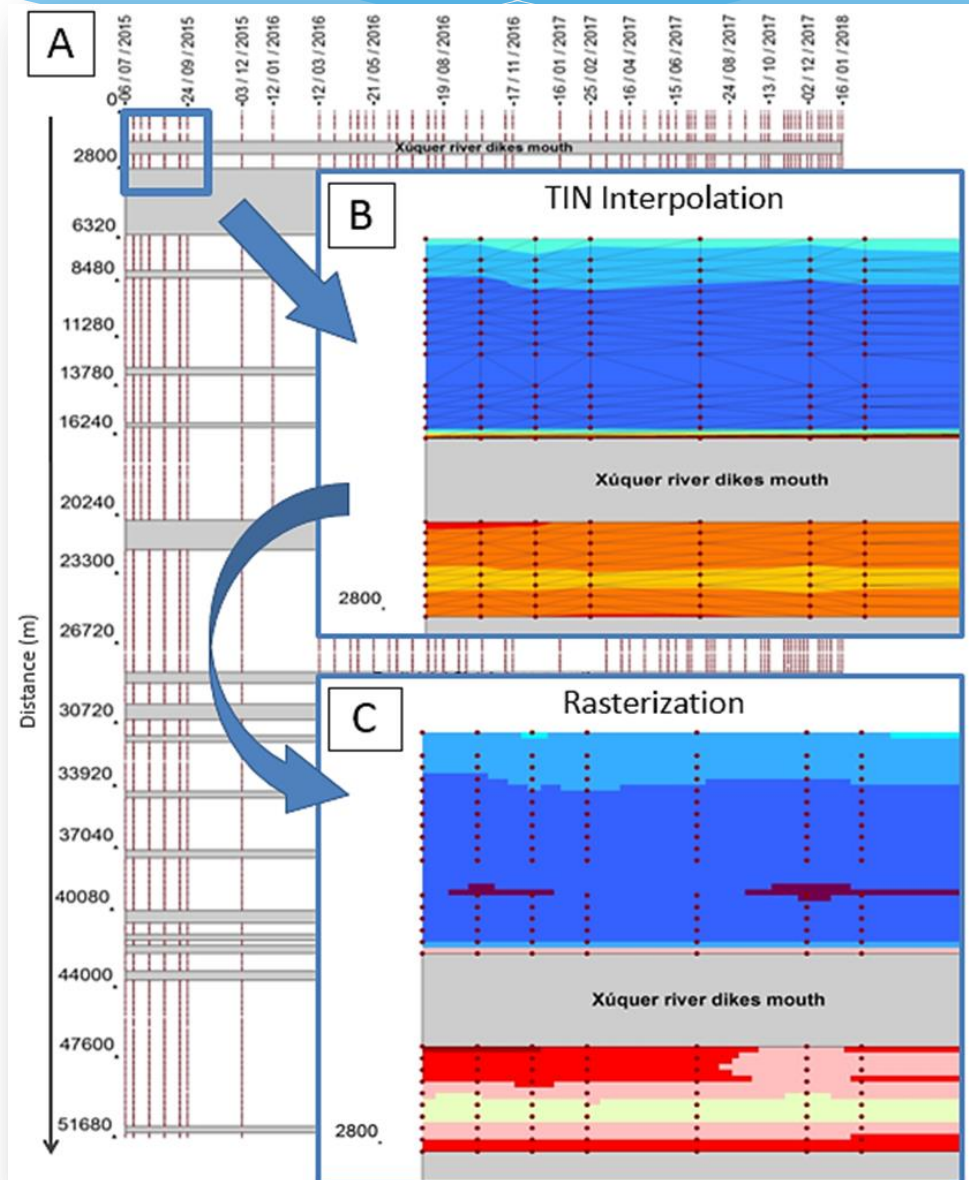 A
06 / 07 / 2015
24 / 09 / 2015
03 / 12 / 2015
12 / 01 / 2016
12 / 03 / 2016
21 / 05 / 2016
19 / 08 / 2016
17 / 11 / 2016
16 / 01 / 2017
25 / 02 / 2017
16 / 04 / 2017
15 / 06 / 2017
24 / 08 / 2017
13 / 10 / 2017
02 / 12 / 2017
16 / 01 / 2018
0
Xúquer river dikes mouth
2800
6320
8480
11280
13780
16240
20240
23300
26720
30720
33920
37040
40080
44000
47600
51680
Distance (m)
B
TIN Interpolation
Xúquer river dikes mouth
2800
C
Rasterization
Xúquer river dikes mouth
2800